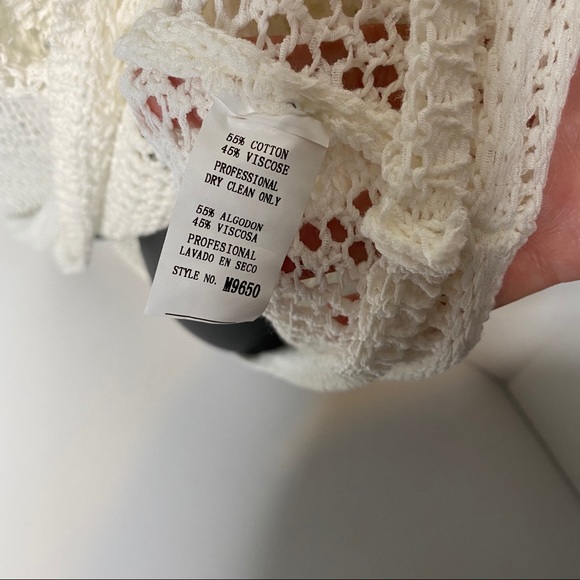 55% COTTON
45% VISCOSE
PROFESSIONAL
DRY CLEAN ONLY
55% ALGODON
45% VISCOSA
PROFESIONAL
LAVADO EN SECO
STYLE NO. M9650